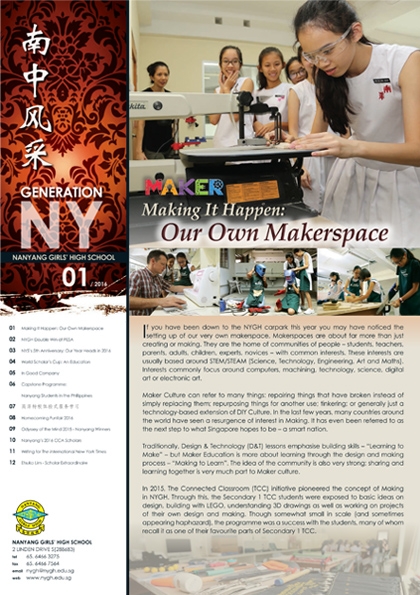 南中风采
GENERATION
NY
NANYANG GIRLS' HIGH SCHOOL
01 / 2016
MAKER
Making It Happen:
Our Own Makerspace
01 Making It Happen: Our Own Makerspace
02 NYGH Double Win at PESA
03 NYE's 5th Anniversary: Our Year Heads in 2016
04 World Scholar's Cup: An Education
05 In Good Company
06 Capstone Programme
Nanyang Students in the Philippines
07
08 Homecoming Funfair 2016
09 Odyssey of the Mind 2015 - Nanyang Winners
10 Nanyang's 2016 CCA Scholars
11 Writing for the International New York Times
12 Scholar Extraordinaire
NANYANG GIRLS' HIGH SCHOOL
2 LINDEN DRIVE S(288683)
tel 65. 6466 7075
fax 65. 6466 7564
email nygh@nygh.edu.sg
web www.nygh.edu.sg
If you have been down to the NYGH carpark this year you may have noticed the
setting up of our very own makerspace. Makerspaces are about far more than just
creating or making. They are the home of communities of people – students, teachers,
parents, adults, children, experts, novices – with common interests. These interests are
usually based around STEM/STEAM (Science, Technology, Engineering, Art and Maths).
Interests commonly focus around computers, machining, technology, science, digital
art or electronic art.
Maker Culture can refer to many things: repairing things that have broken instead of
simply replacing them; repurposing things for another use; tinkering; or generally just a
technology-based extension of DIY Culture. In the last few years, many countries around
the world have seen a resurgence of interest in Making. It has even been referred to as
the next step to what Singapore hopes to be – a smart nation.
Traditionally, Design & Technology (D&T) lessons emphasise building skills – "Learning to
Make" – but Maker Education is more about learning through the design and making
process – "Making to Learn". The idea of the community is also very strong; sharing and
learning together is very much part to Maker culture.
In 2015, The Connected Classroom (TCC) initiative pioneered the concept of Making
in NYGH. Through this, the Secondary 1 TCC students were exposed to basic ideas on
design, building with LEGO, understanding 3D drawings as well as working on projects
of their own design and making. Though somewhat small in scale (and sometimes
appearing haphazard), the programme was a success with the students, many of whom
recall it as one of their favourite parts of Secondary 1 TCC.